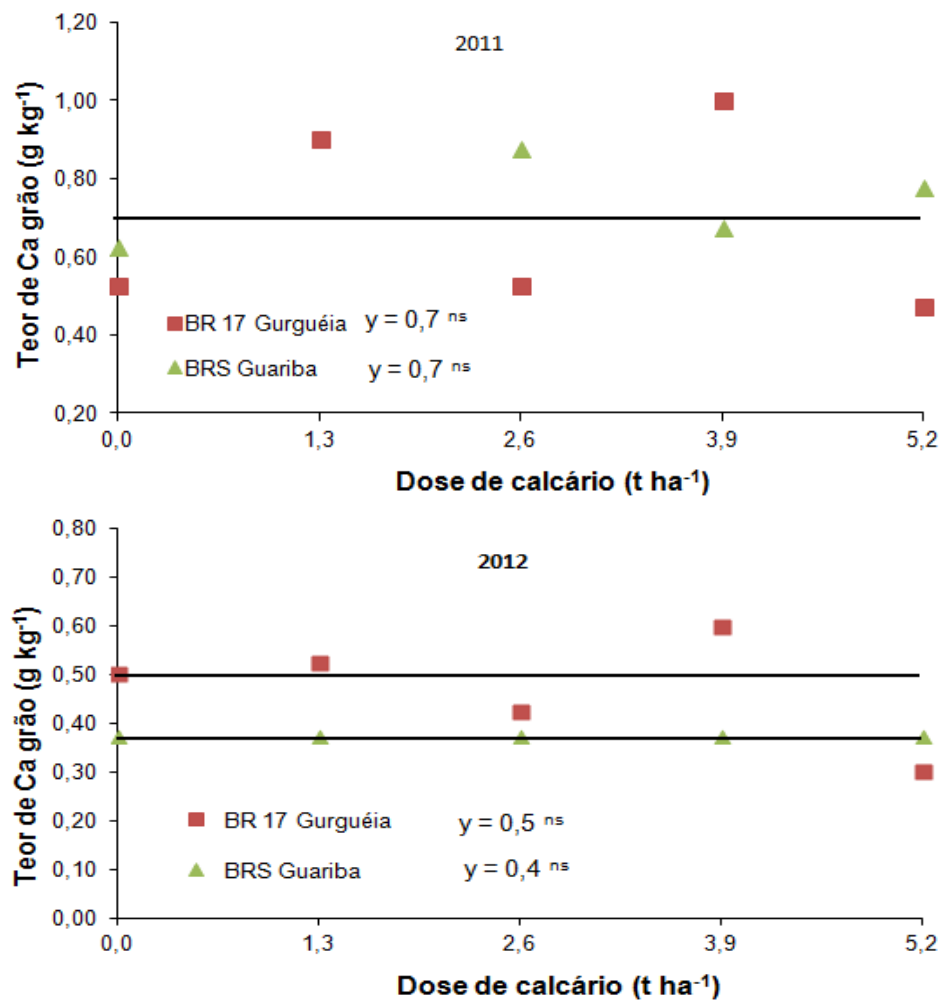 2011
Teor de Ca grão (g kg⁻¹)
1,20
1,00
0,80
0,60
0,40
0,20
BR 17 Gurguéia y = 0,7 ns
BRS Guariba y = 0,7 ns
0,0 1,3 2,6 3,9 5,2
Dose de calcário (t ha⁻¹)
2012
Teor de Ca grão (g kg⁻¹)
0,80
0,70
0,60
0,50
0,40
0,30
0,20
0,10
0,00
BR 17 Gurguéia y = 0,5 ns
BRS Guariba y = 0,4 ns
0,0 1,3 2,6 3,9 5,2
Dose de calcário (t ha⁻¹)